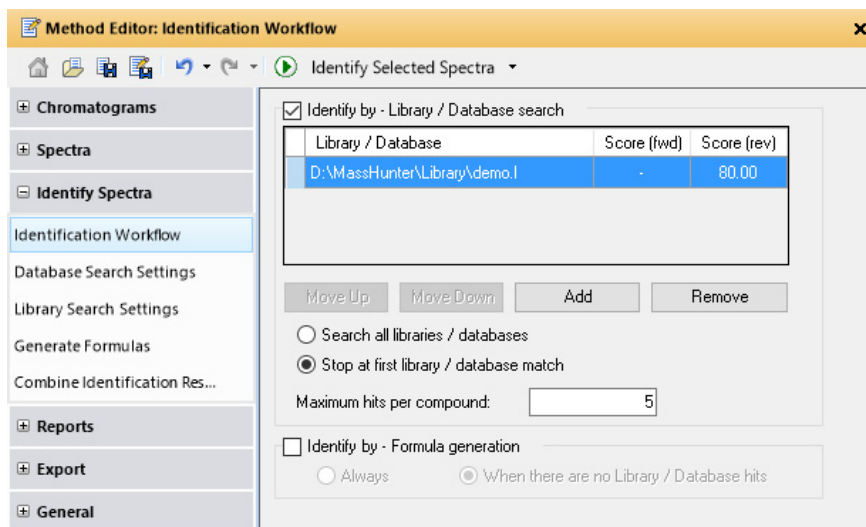 Method Editor: Identification Workflow
Identify Selected Spectra
Chromatograms
Spectra
Identify Spectra
Identification Workflow
Database Search Settings
Library Search Settings
Generate Formulas
Combine Identification Res...
Reports
Export
General
Identify by - Library / Database search
Library / Database Score (fwd) Score (rev)
D:\MassHunter\Library\demo.l - 80.00
Move Up Move Down Add Remove
Search all libraries / databases
Stop at first library / database match
Maximum hits per compound: 5
Identify by - Formula generation
Always When there are no Library / Database hits